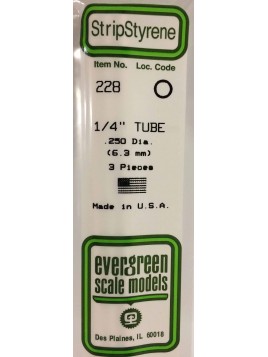 StripStyrene
Item No. Loc. Code
228
1/4" TUBE
.250 Dia.
(6.3 mm)
3 Pieces
Made in U.S.A.
evergreen
scale models
Des Plaines, IL 60018